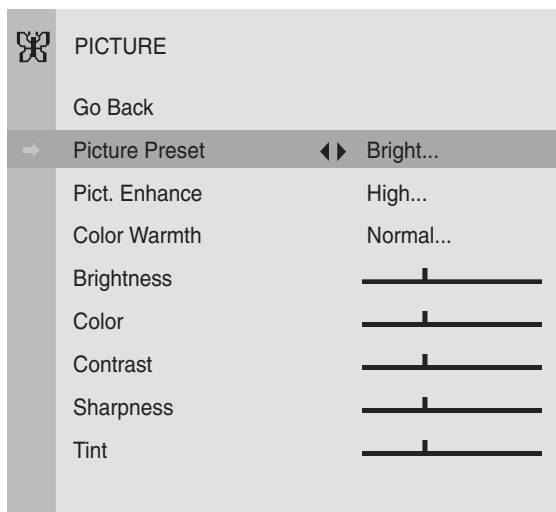 PICTURE
Go Back
Picture Preset Bright...
Pict. Enhance High...
Color Warmth Normal...
Brightness
Color
Contrast
Sharpness
Tint